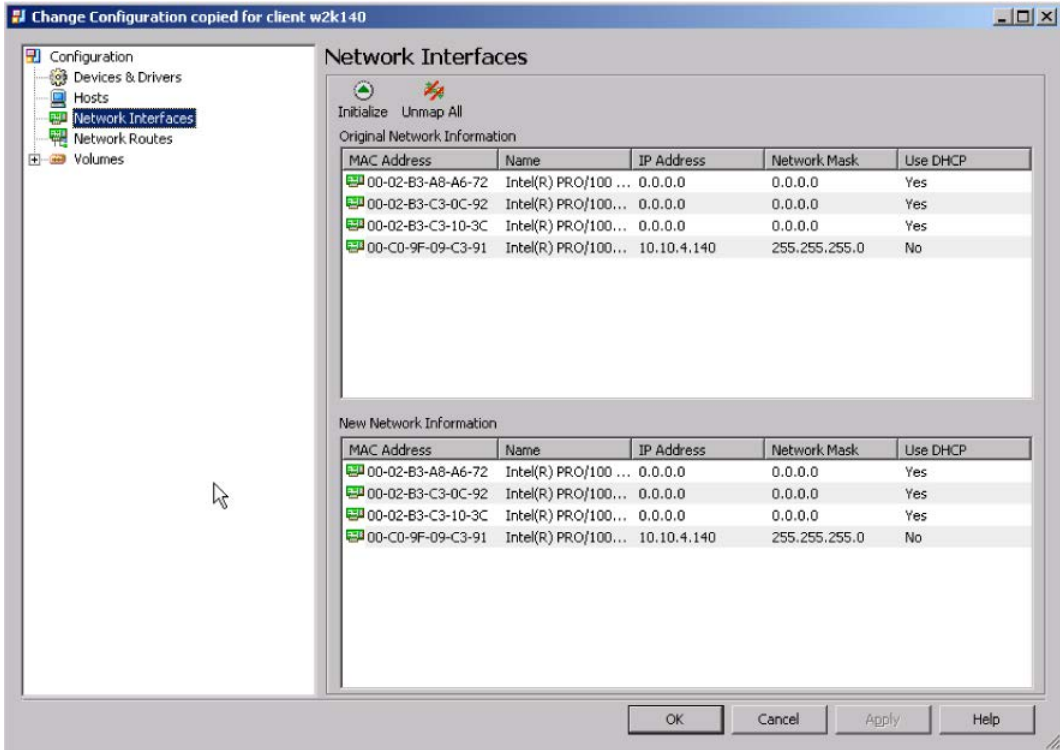 Change Configuration copied for client w2k140
Configuration
Devices & Drivers
Hosts
Network Interfaces
Network Routes
Volumes
Network Interfaces
Initialize Unmap All
Original Network Information
MAC Address Name IP Address Network Mask Use DHCP
00-02-B3-A8-A6-72 Intel(R) PRO/100 ... 0.0.0.0 0.0.0.0 Yes
00-02-B3-C3-0C-92 Intel(R) PRO/100... 0.0.0.0 0.0.0.0 Yes
00-02-B3-C3-10-3C Intel(R) PRO/100... 0.0.0.0 0.0.0.0 Yes
00-C0-9F-09-C3-91 Intel(R) PRO/100... 10.10.4.140 255.255.255.0 No
New Network Information
MAC Address Name IP Address Network Mask Use DHCP
00-02-B3-A8-A6-72 Intel(R) PRO/100 ... 0.0.0.0 0.0.0.0 Yes
00-02-B3-C3-0C-92 Intel(R) PRO/100... 0.0.0.0 0.0.0.0 Yes
00-02-B3-C3-10-3C Intel(R) PRO/100... 0.0.0.0 0.0.0.0 Yes
00-C0-9F-09-C3-91 Intel(R) PRO/100... 10.10.4.140 255.255.255.0 No
OK Cancel Apply Help